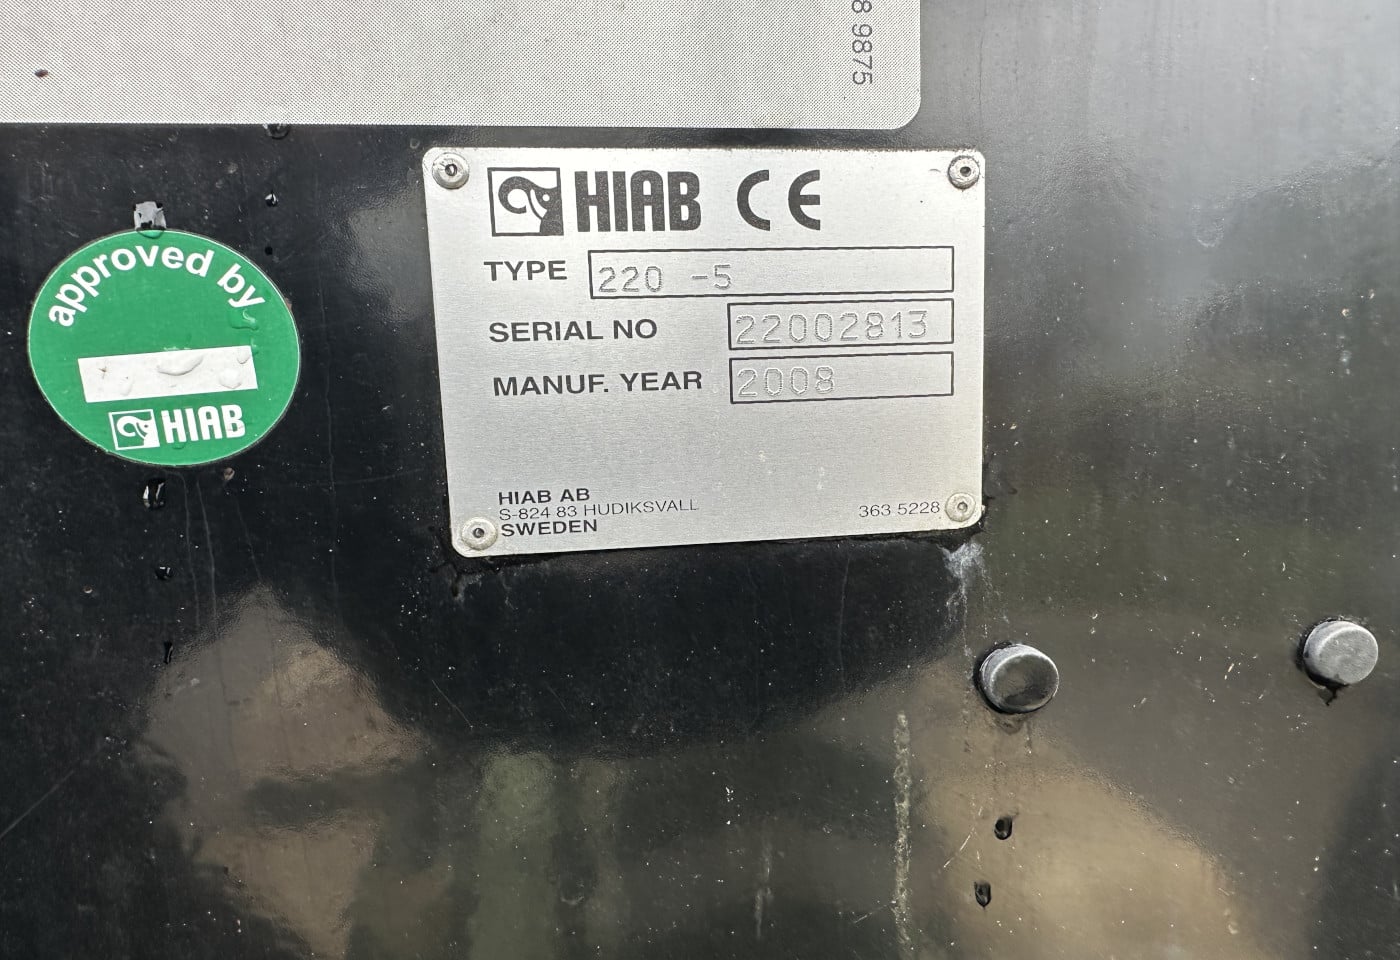 8 9875
HIAB CE
TYPE 220 -5
SERIAL NO 22002813
MANUF. YEAR 2008
HIAB AB
S-824 83 HUDIKSVALL
SWEDEN
363 5228
approved by
HIAB